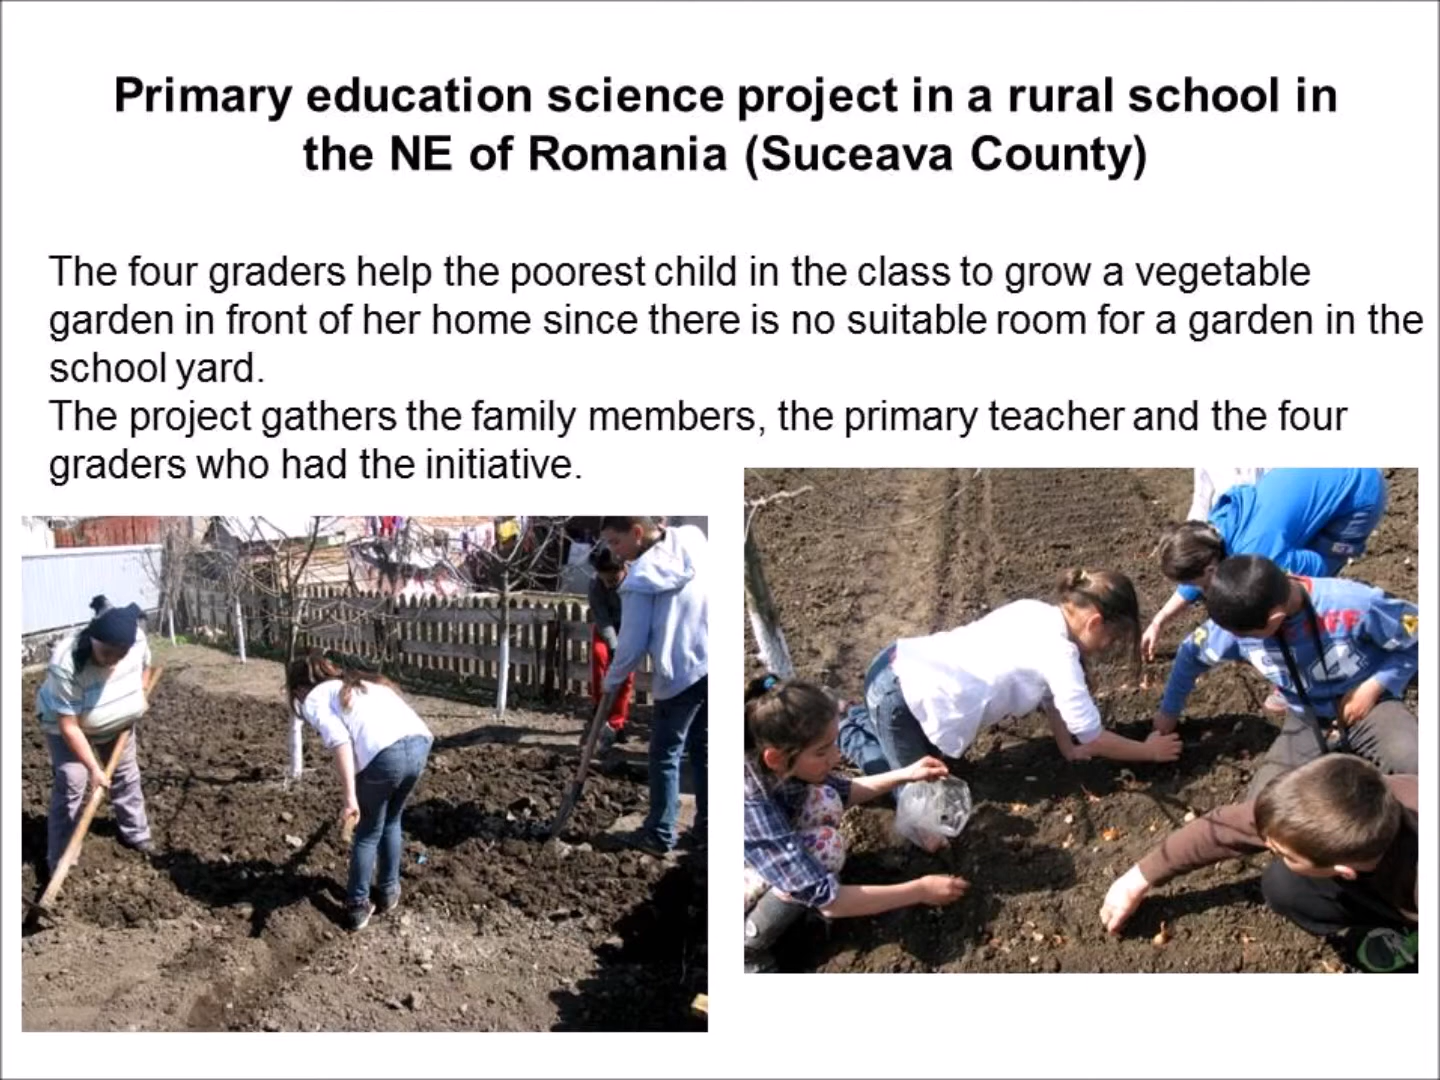 Primary education science project in a rural school in
the NE of Romania (Suceava County)
The four graders help the poorest child in the class to grow a vegetable
garden in front of her home since there is no suitable room for a garden in the
school yard.
The project gathers the family members, the primary teacher and the four
graders who had the initiative.